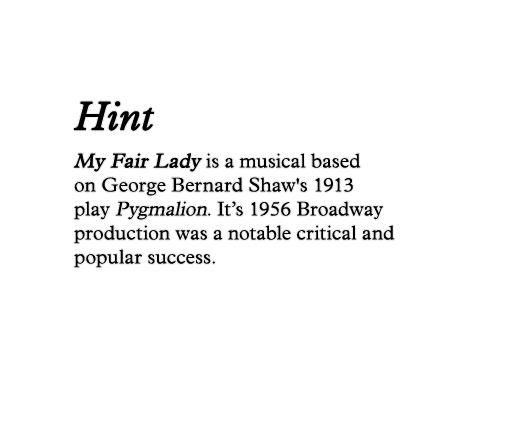 Hint
My Fair Lady is a musical based
on George Bernard Shaw's 1913
play Pygmalion. It’s 1956 Broadway
production was a notable critical and
popular success.